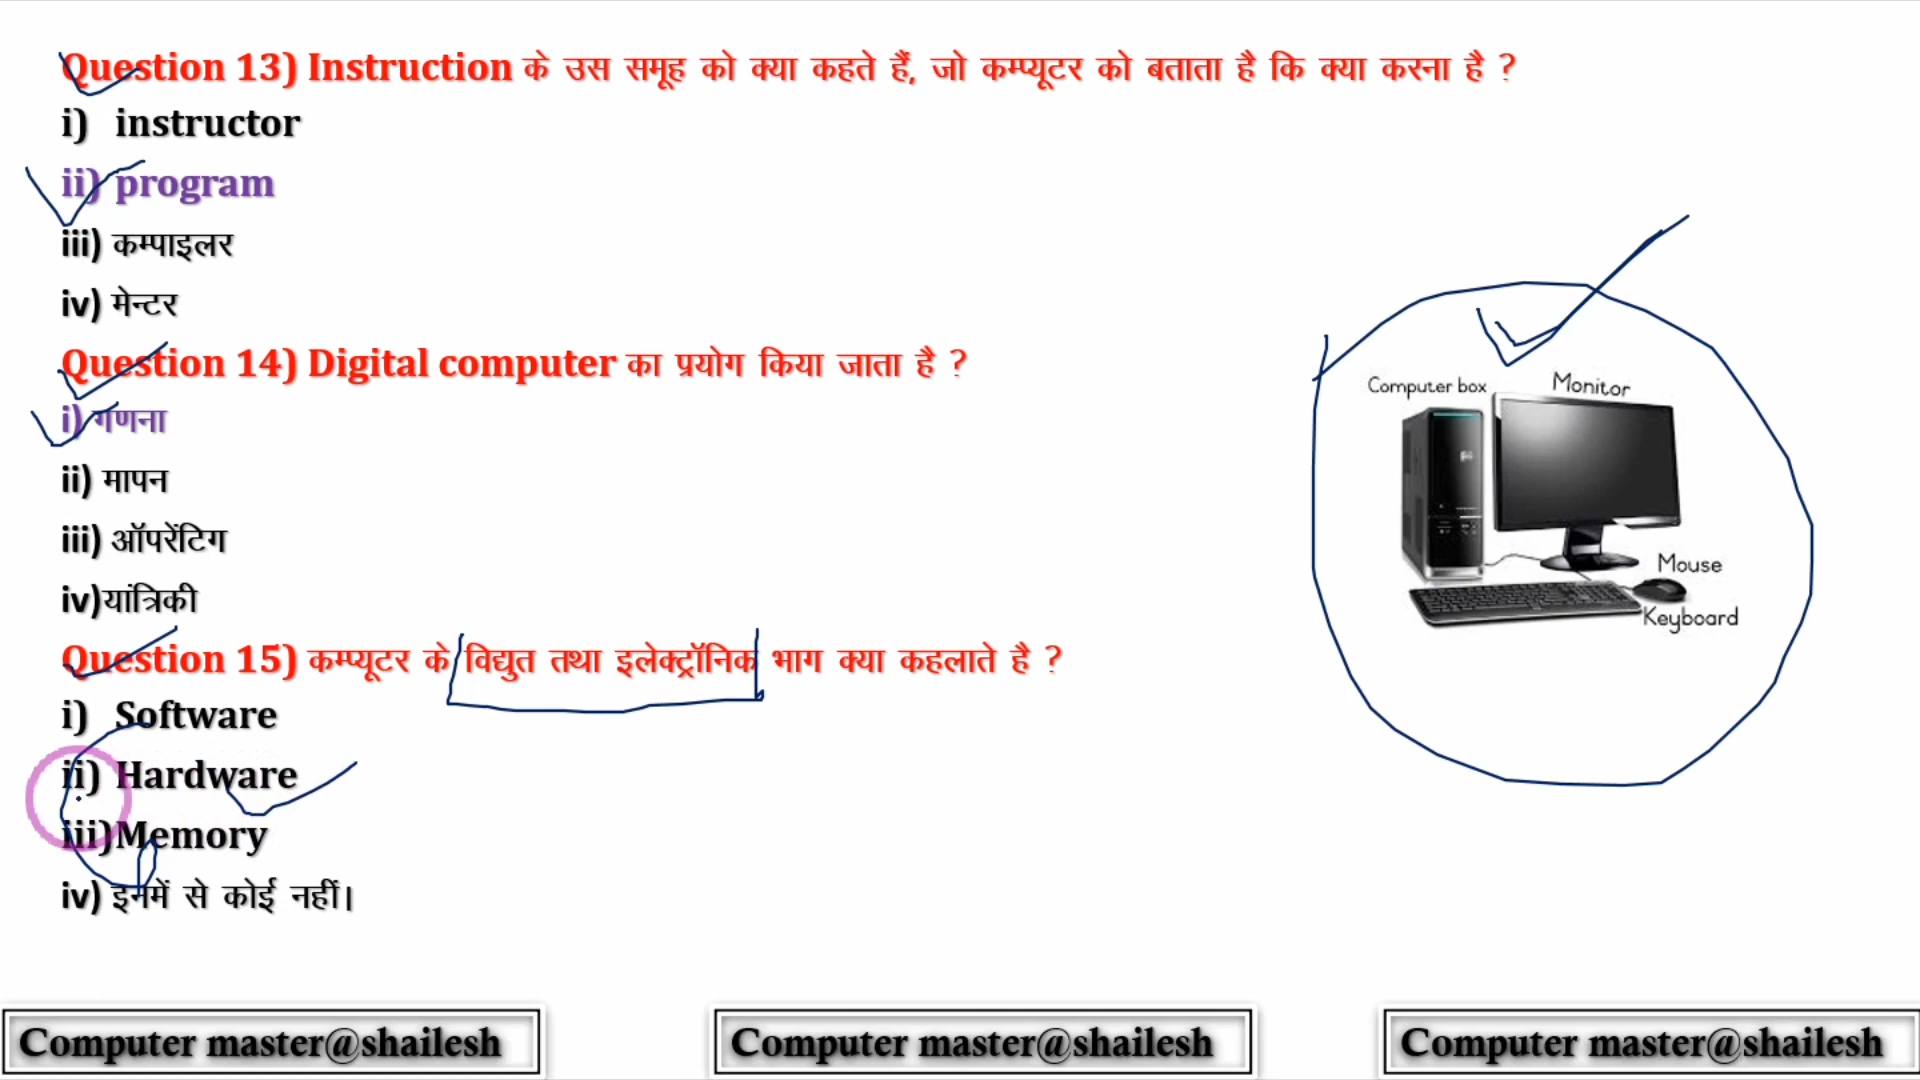 Question 13) Instruction के उस समूह को क्या कहते हैं, जो कम्प्यूटर को बताता है कि क्या करना है ?
i) instructor
ii) program
iii) कम्पाइलर
iv) मेन्टर
Question 14) Digital computer का प्रयोग किया जाता है ?
i) गणना
ii) मापन
iii) ऑपरेंटिग
iv)यांत्रिकी
Question 15) कम्प्यूटर के विद्युत तथा इलेक्ट्रॉनिक भाग क्या कहलाते है ?
i) Software
ii) Hardware
iii)Memory
iv) इनमें से कोई नहीं।
Computer box
Monitor
Mouse
Keyboard
Computer master@shailesh
Computer master@shailesh
Computer master@shailesh